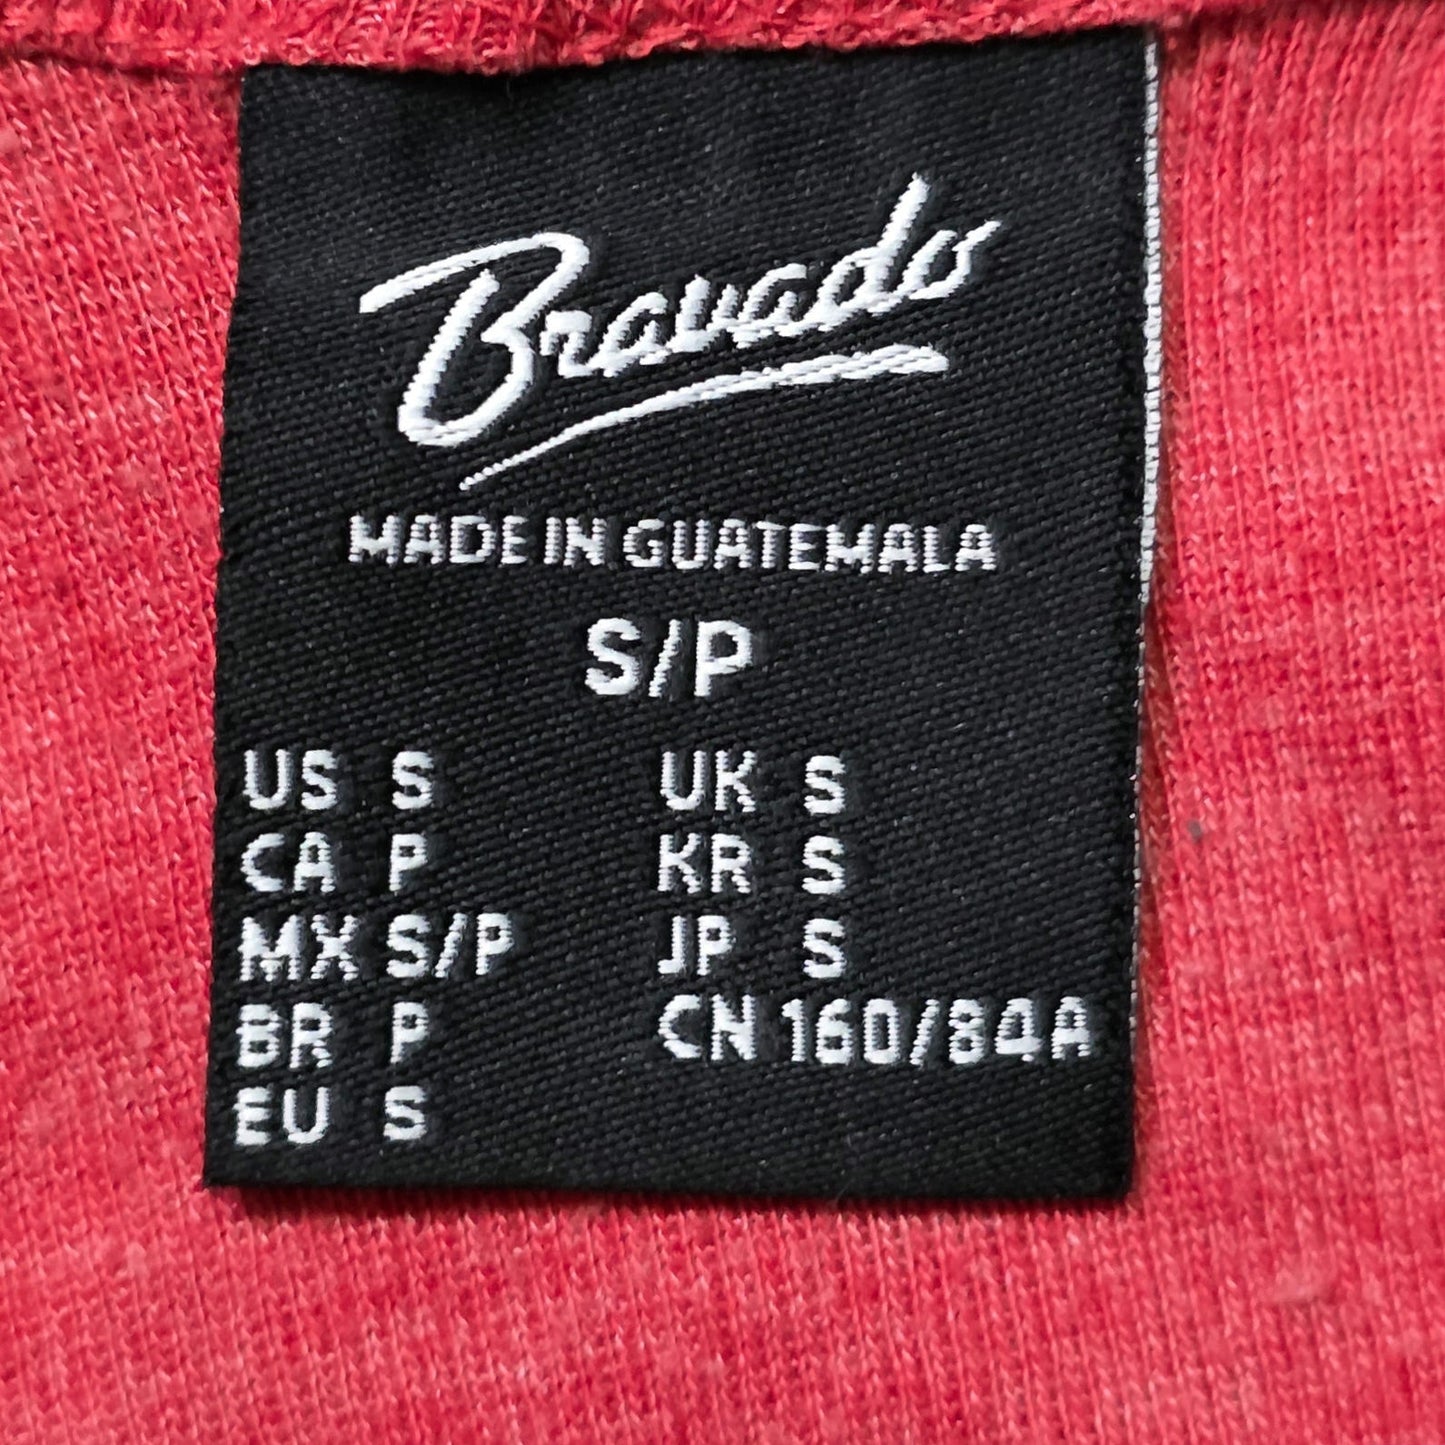 Bravado
MADE IN GUATEMALA
S/P
US S UK S
CA P KR S
MX S/P JP S
BR P CN 160/84A
EU S